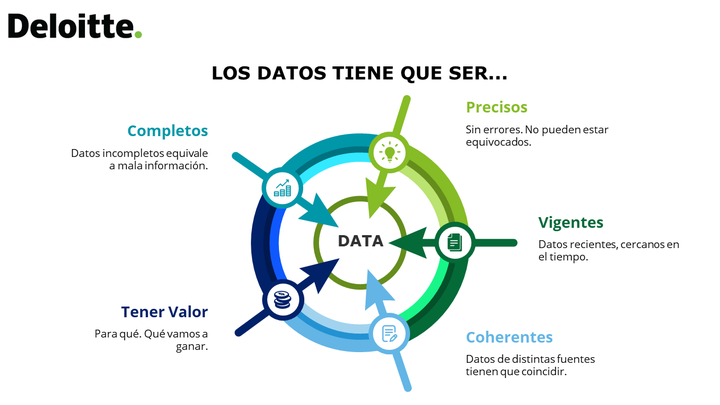 Deloitte.
LOS DATOS TIENE QUE SER...
Precisos
Sin errores. No pueden estar
equivocados.
Completos
Datos incompletos equivale
a mala información.
DATA
Vigentes
Datos recientes, cercanos en
el tiempo.
Tener Valor
Para qué. Qué vamos a
ganar.
Coherentes
Datos de distintas fuentes
tienen que coincidir.